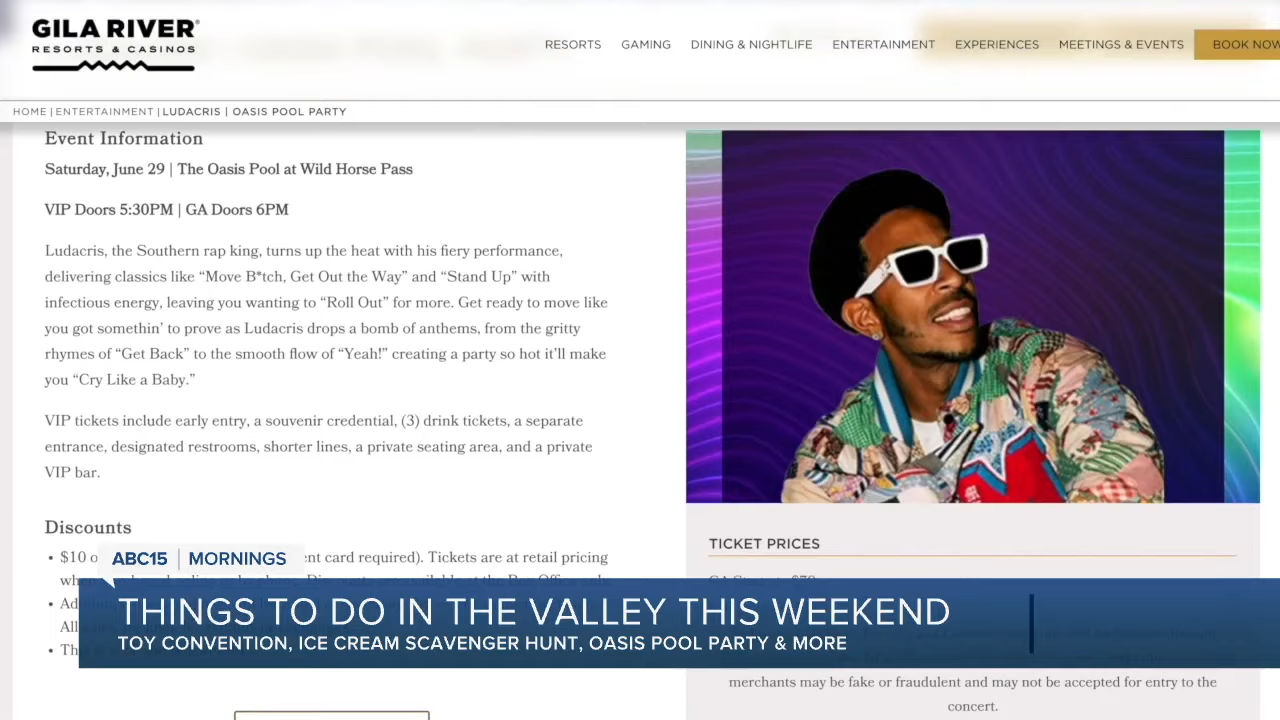 GILA RIVER
RESORTS & CASINOS
RESORTS GAMING DINING & NIGHTLIFE ENTERTAINMENT EXPERIENCES MEETINGS & EVENTS BOOK NOW
HOME | ENTERTAINMENT | LUDACRIS | OASIS POOL PARTY
Event Information
Saturday, June 29 | The Oasis Pool at Wild Horse Pass
VIP Doors 5:30PM | GA Doors 6PM
Ludacris, the Southern rap king, turns up the heat with his fiery performance,
delivering classics like “Move B*tch, Get Out the Way” and “Stand Up” with
infectious energy, leaving you wanting to “Roll Out” for more. Get ready to move like
you got somethin’ to prove as Ludacris drops a bomb of anthems, from the gritty
rhymes of “Get Back” to the smooth flow of “Yeah!” creating a party so hot it’ll make
you “Cry Like a Baby.”
VIP tickets include early entry, a souvenir credential, (3) drink tickets, a separate
entrance, designated restrooms, shorter lines, a private seating area, and a private
VIP bar.
Discounts
• $10 card required). Tickets are at retail pricing
TICKET PRICES
ABC15 | MORNINGS
THINGS TO DO IN THE VALLEY THIS WEEKEND
TOY CONVENTION, ICE CREAM SCAVENGER HUNT, OASIS POOL PARTY & MORE
merchants may be fake or fraudulent and may not be accepted for entry to the
concert.